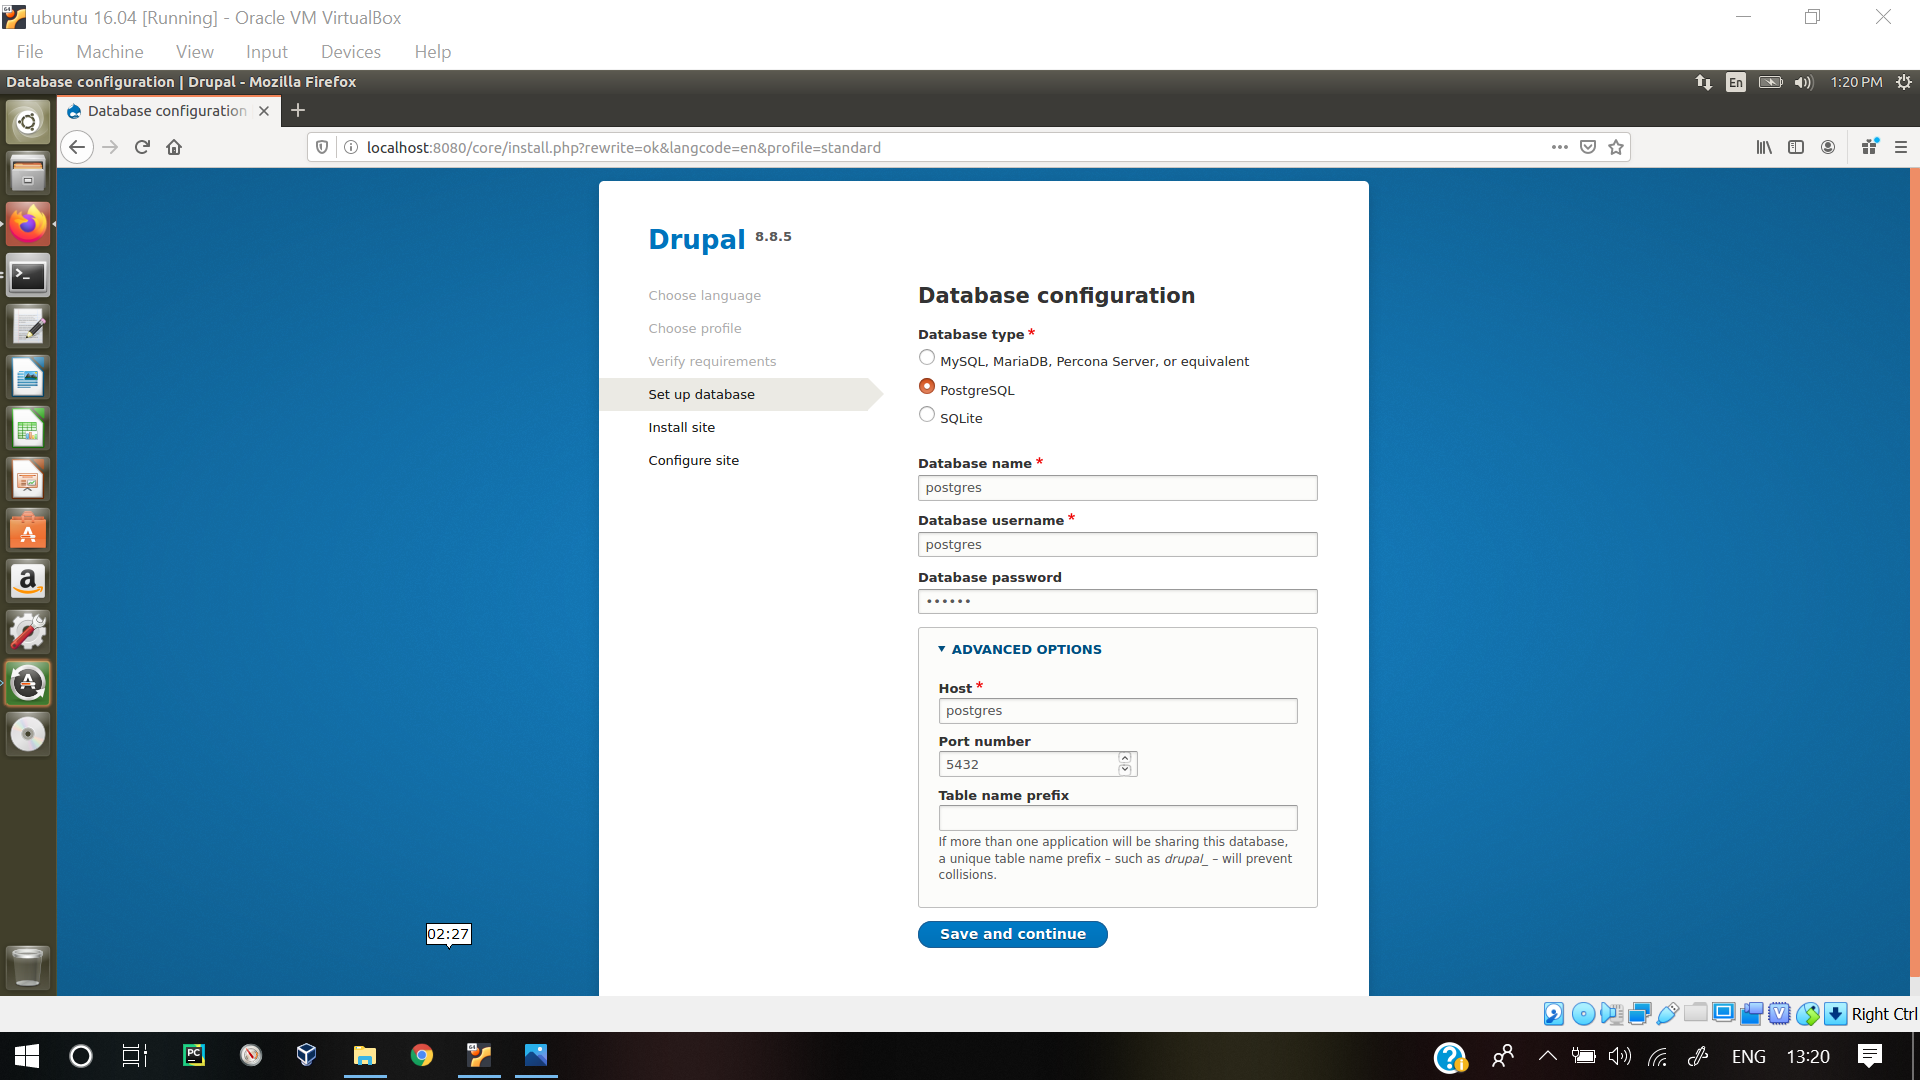 ubuntu 16.04 [Running] - Oracle VM VirtualBox
File Machine View Input Devices Help
Database configuration | Drupal - Mozilla Firefox
En
1:20 PM
Database configuration
localhost:8080/core/install.php?rewrite=ok&langcode=en&profile=standard
Drupal 8.8.5
Choose language
Choose profile
Verify requirements
Set up database
Install site
Configure site
Database configuration
Database type *
MySQL, MariaDB, Percona Server, or equivalent
PostgreSQL
SQLite
Database name *
postgres
Database username *
postgres
Database password
••••••
ADVANCED OPTIONS
Host *
postgres
Port number
5432
Table name prefix
If more than one application will be sharing this database,
a unique table name prefix – such as drupal_ – will prevent
collisions.
Save and continue
02:27
Right Ctrl
PC
64
ENG
13:20